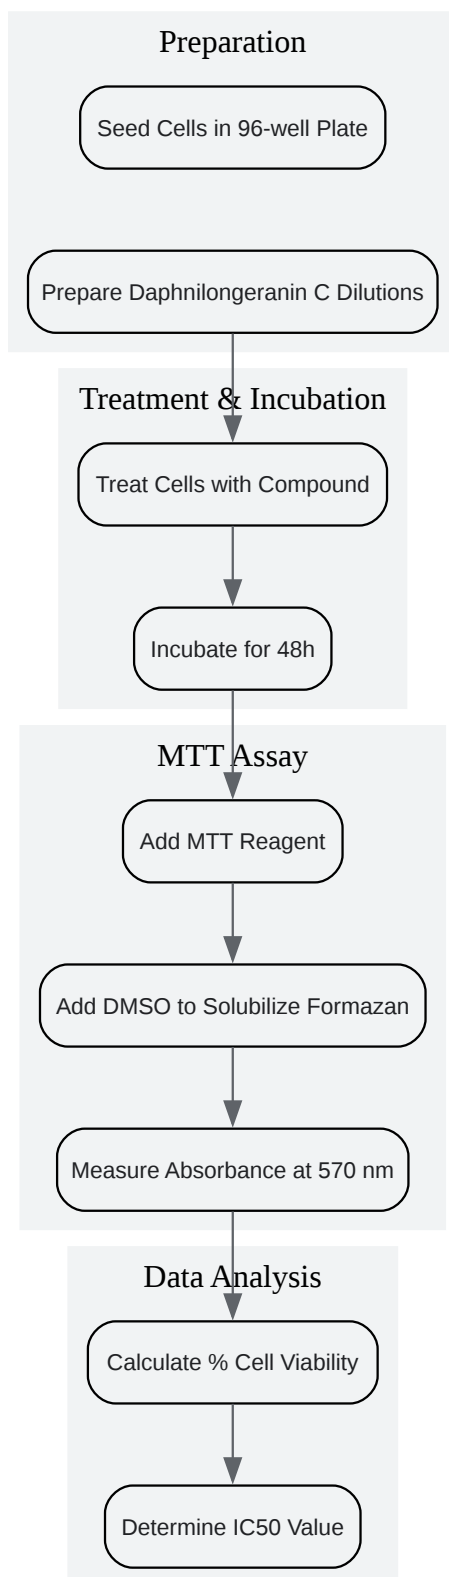 Preparation
Seed Cells in 96-well Plate
Prepare Daphnilongeranin C Dilutions
Treatment & Incubation
Treat Cells with Compound
Incubate for 48h
MTT Assay
Add MTT Reagent
Add DMSO to Solubilize Formazan
Measure Absorbance at 570 nm
Data Analysis
Calculate % Cell Viability
Determine IC50 Value